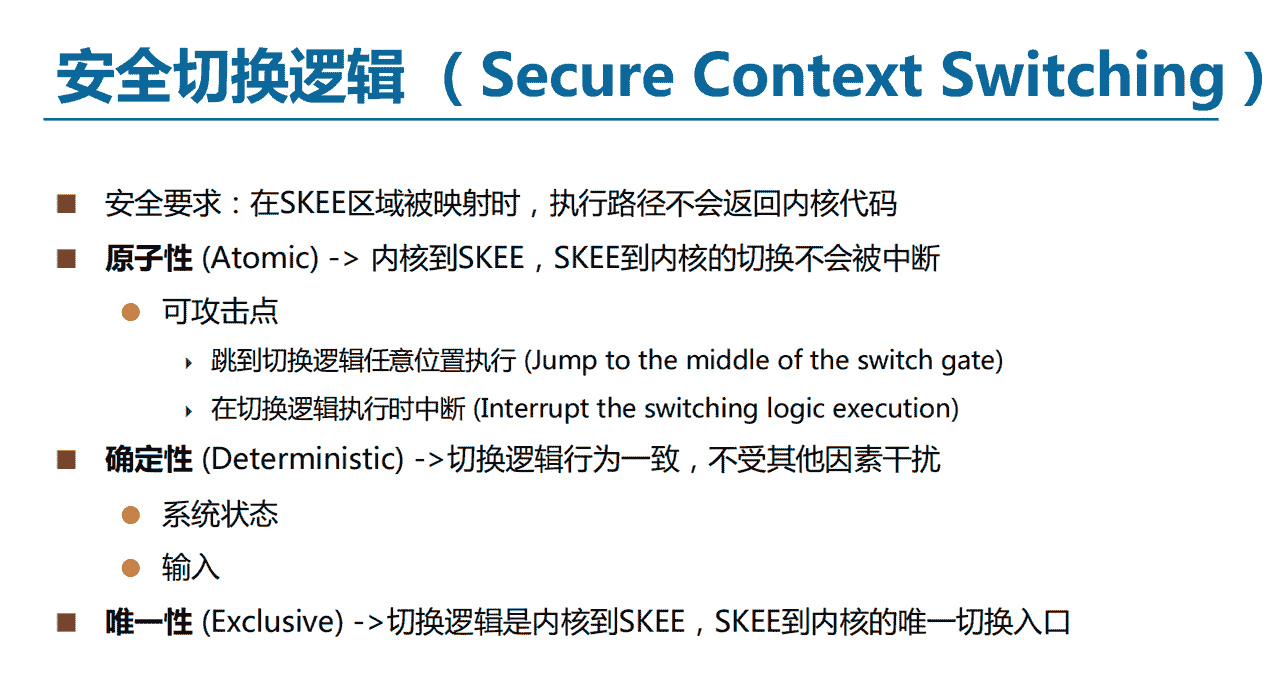 安全切换逻辑 （Secure Context Switching）
安全要求：在SKEE区域被映射时，执行路径不会返回内核代码
原子性 (Atomic) -> 内核到SKEE，SKEE到内核的切换不会被中断
可攻击点
跳到切换逻辑任意位置执行 (Jump to the middle of the switch gate)
在切换逻辑执行时中断 (Interrupt the switching logic execution)
确定性 (Deterministic) ->切换逻辑行为一致，不受其他因素干扰
系统状态
输入
唯一性 (Exclusive) ->切换逻辑是内核到SKEE，SKEE到内核的唯一切换入口